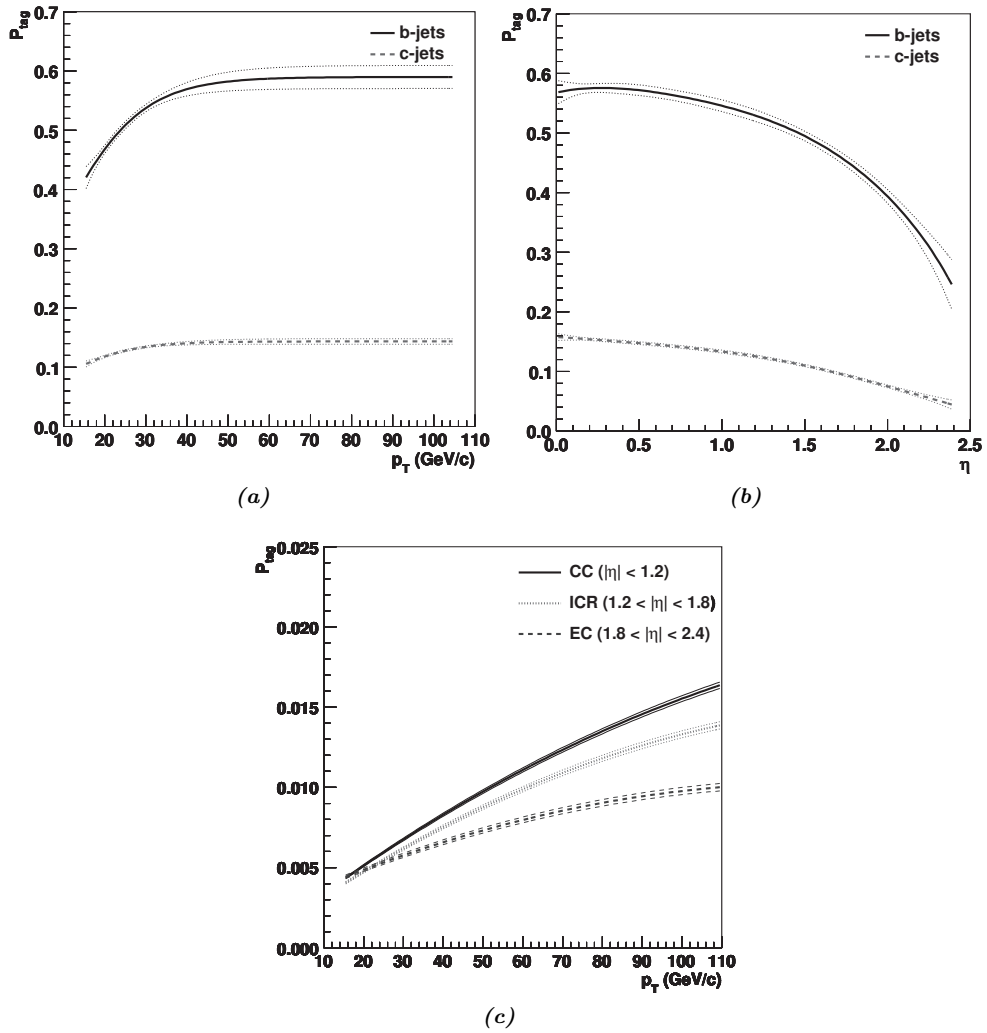 P_tag
0.7
0.6
0.5
0.4
0.3
0.2
0.1
0.0
b-jets
c-jets
10 20 30 40 50 60 70 80 90 100 110
p_T (GeV/c)
(a)
P_tag
0.7
0.6
0.5
0.4
0.3
0.2
0.1
0.0
b-jets
c-jets
0.0 0.5 1.0 1.5 2.0 2.5
η
(b)
P_tag
0.025
0.020
0.015
0.010
0.005
0.000
CC (|η| < 1.2)
ICR (1.2 < |η| < 1.8)
EC (1.8 < |η| < 2.4)
10 20 30 40 50 60 70 80 90 100 110
p_T (GeV/c)
(c)